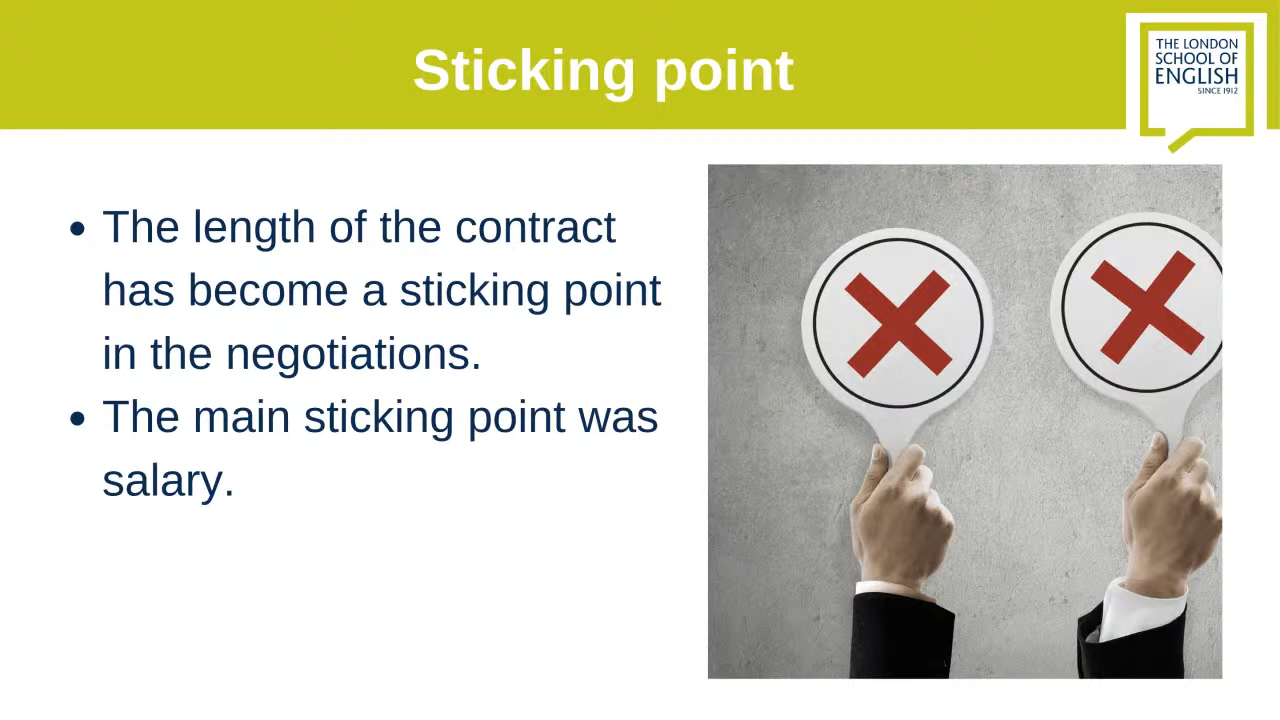 Sticking point
THE LONDON
SCHOOL OF
ENGLISH
SINCE 1912
• The length of the contract
has become a sticking point
in the negotiations.
• The main sticking point was
salary.